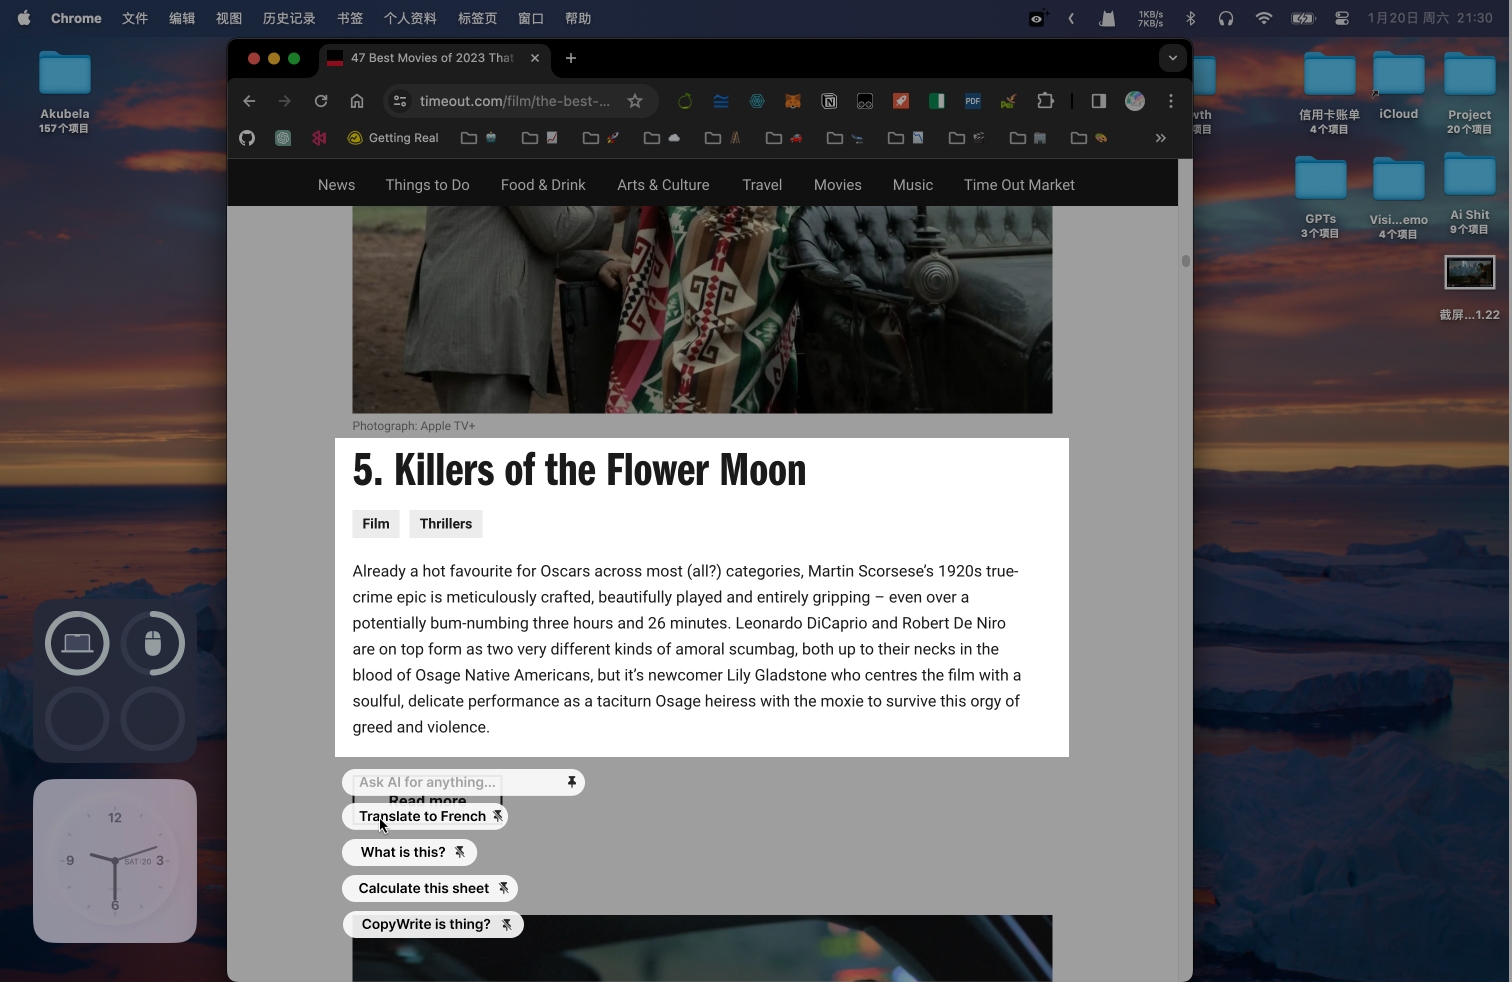 Chrome 文件 编辑 视图 历史记录 书签 个人资料 标签页 窗口 帮助
1KB/s
7KB/s
1月20日 周六 21:30
Akubela
157个项目
47 Best Movies of 2023 That
timeout.com/film/the-best-...
PDF
Getting Real
News Things to Do Food & Drink Arts & Culture Travel Movies Music Time Out Market
信用卡账单
4个项目
iCloud
Project
20个项目
GPTs
3个项目
Visi...emo
4个项目
Ai Shit
9个项目
截屏...1.22
Photograph: Apple TV+
5. Killers of the Flower Moon
Film Thrillers
Already a hot favourite for Oscars across most (all?) categories, Martin Scorsese’s 1920s true-
crime epic is meticulously crafted, beautifully played and entirely gripping – even over a
potentially bum-numbing three hours and 26 minutes. Leonardo DiCaprio and Robert De Niro
are on top form as two very different kinds of amoral scumbag, both up to their necks in the
blood of Osage Native Americans, but it’s newcomer Lily Gladstone who centres the film with a
soulful, delicate performance as a taciturn Osage heiress with the moxie to survive this orgy of
greed and violence.
Ask AI for anything...
Read more
Translate to French
What is this?
Calculate this sheet
CopyWrite is thing?
12
9 SAT 20 3
6